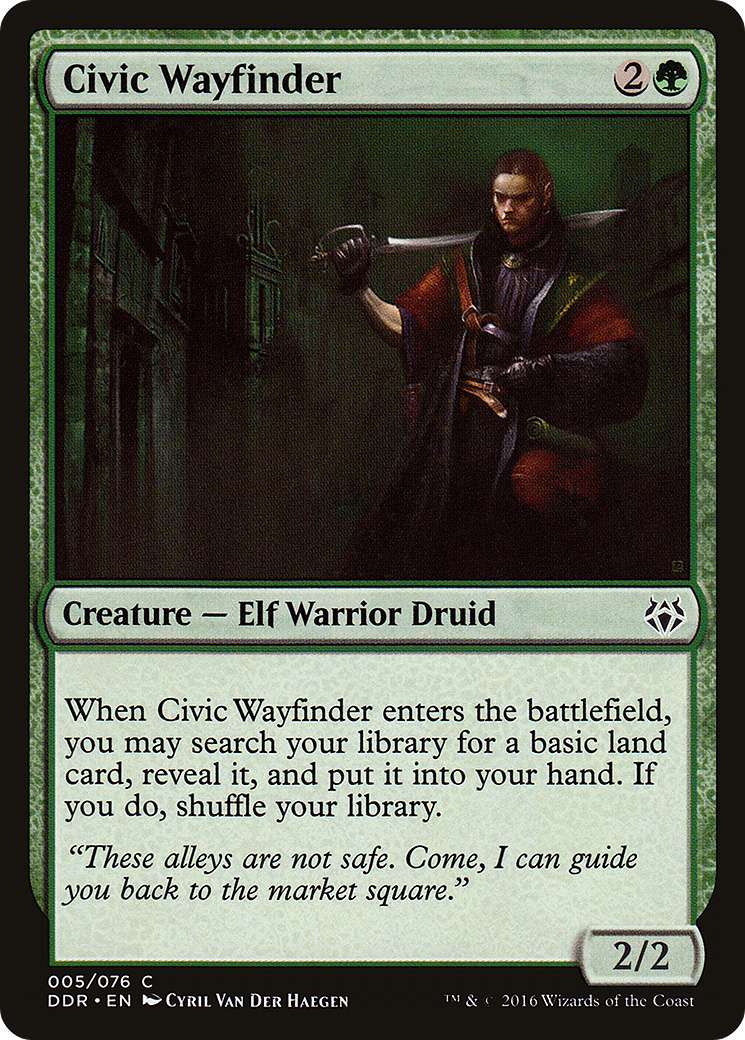 Civic Wayfinder 2
Creature — Elf Warrior Druid
When Civic Wayfinder enters the battlefield,
you may search your library for a basic land
card, reveal it, and put it into your hand. If
you do, shuffle your library.
“These alleys are not safe. Come, I can guide
you back to the market square.”
2/2
005/076 C
DDR • EN Cyril Van Der Haegen ™ & © 2016 Wizards of the Coast